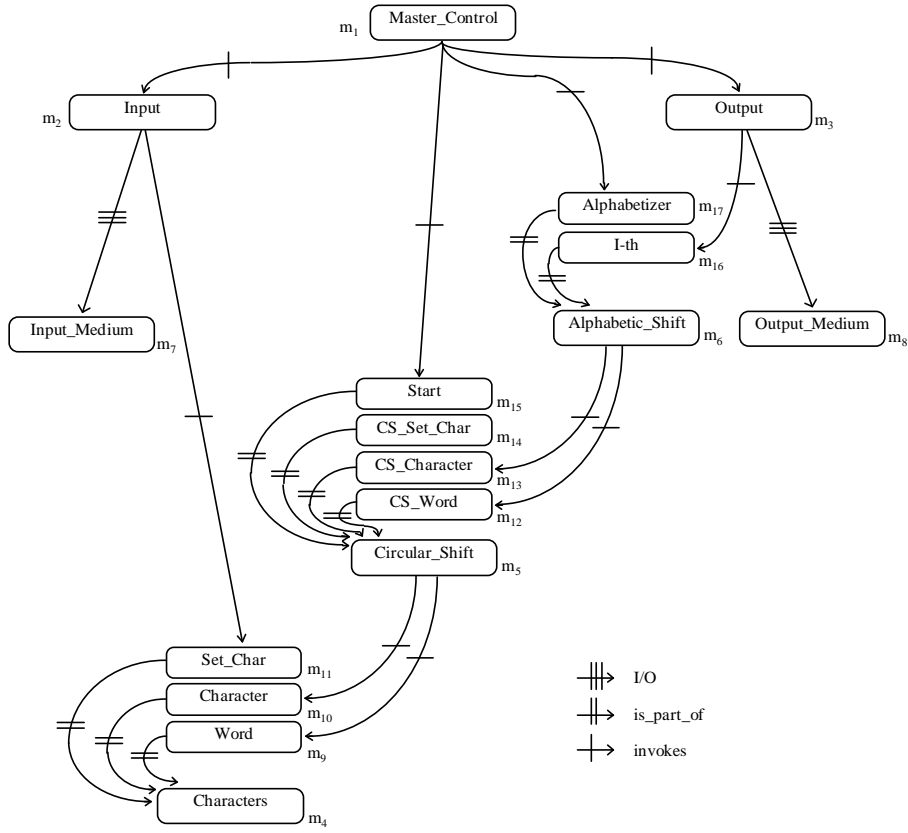 Master_Control
m1
Input
m2
Output
m3
Alphabetizer
m17
I-th
m16
Input_Medium
m7
Alphabetic_Shift
m6
Output_Medium
m8
Start
m15
CS_Set_Char
m14
CS_Character
m13
CS_Word
m12
Circular_Shift
m5
Set_Char
m11
Character
m10
Word
m9
Characters
m4
I/O
is_part_of
invokes